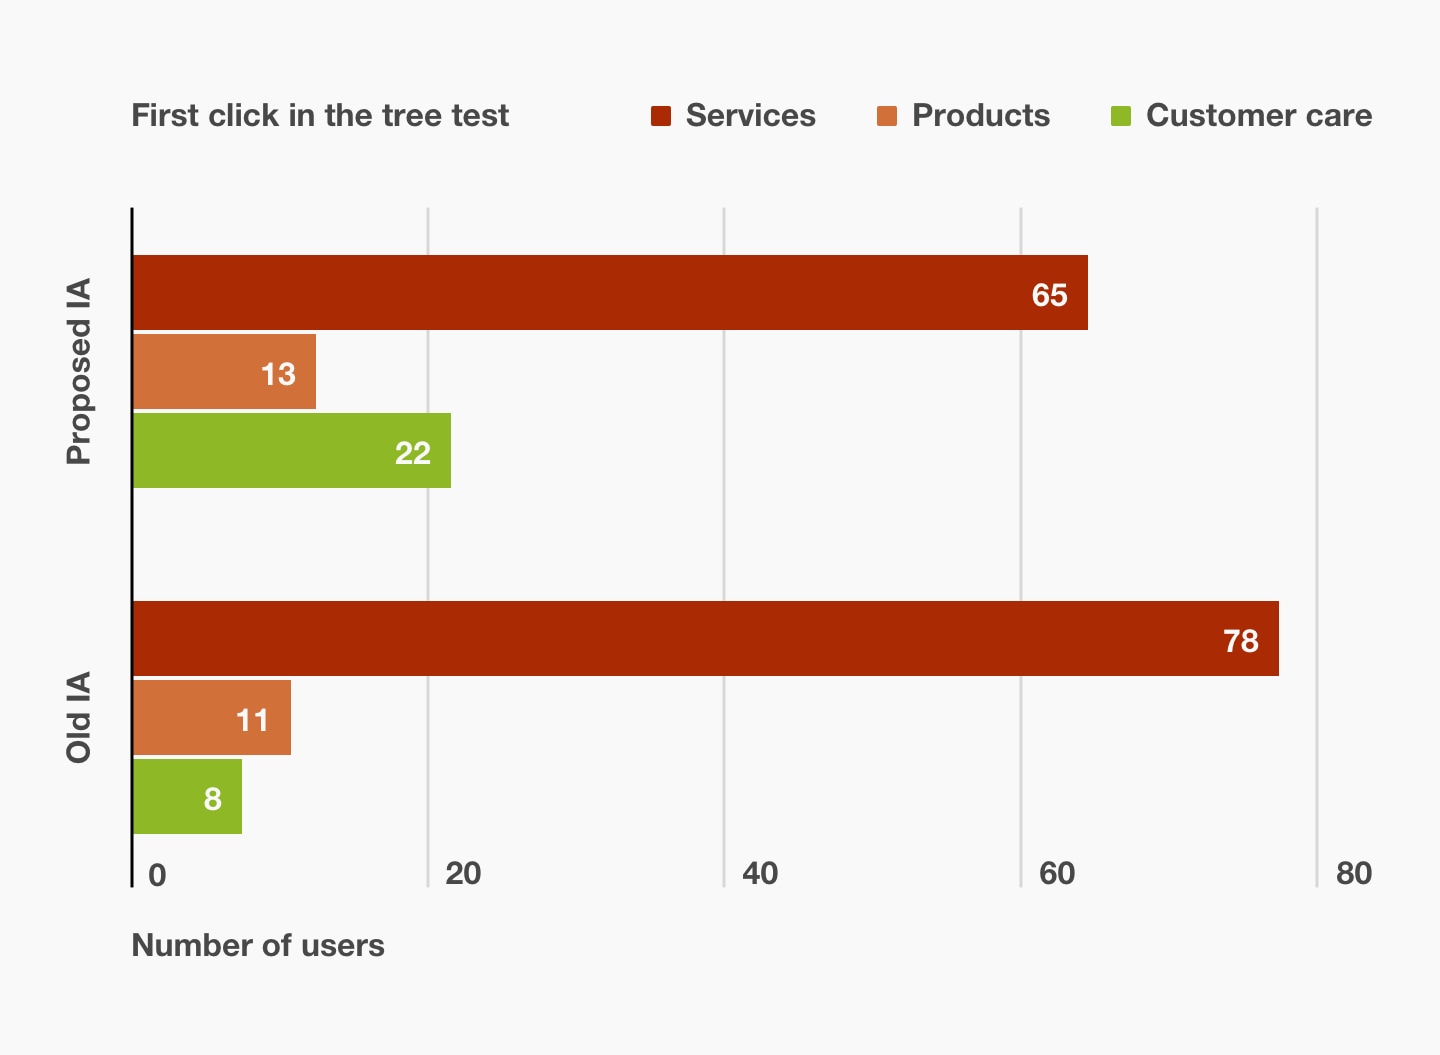 First click in the tree test
Services
Products
Customer care
Proposed IA
65
13
22
Old IA
78
11
8
0
20
40
60
80
Number of users